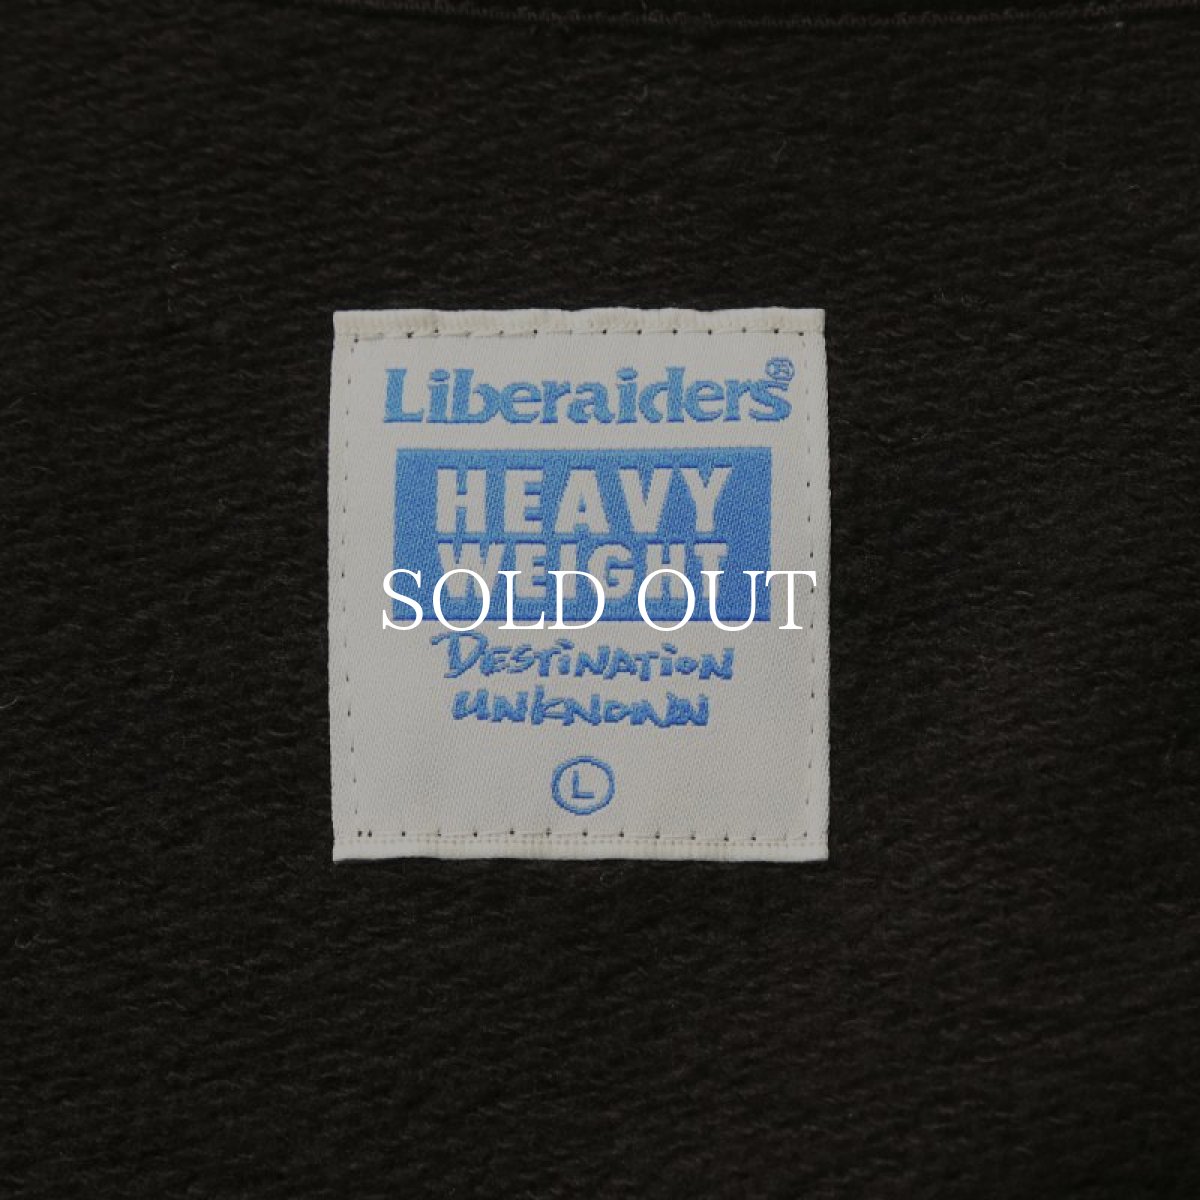 Liberaiders®
HEAVY
WEIGHT
SOLD OUT
DESTiNATiON
UNKNOWN
L